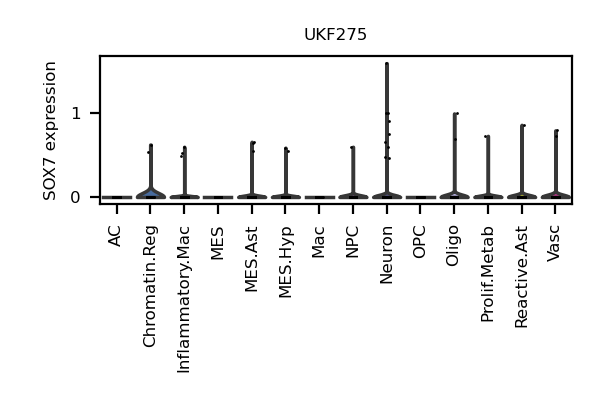 UKF275
SOX7 expression
1
0
AC
Chromatin.Reg
Inflammatory.Mac
MES
MES.Ast
MES.Hyp
Mac
NPC
Neuron
OPC
Oligo
Prolif.Metab
Reactive.Ast
Vasc